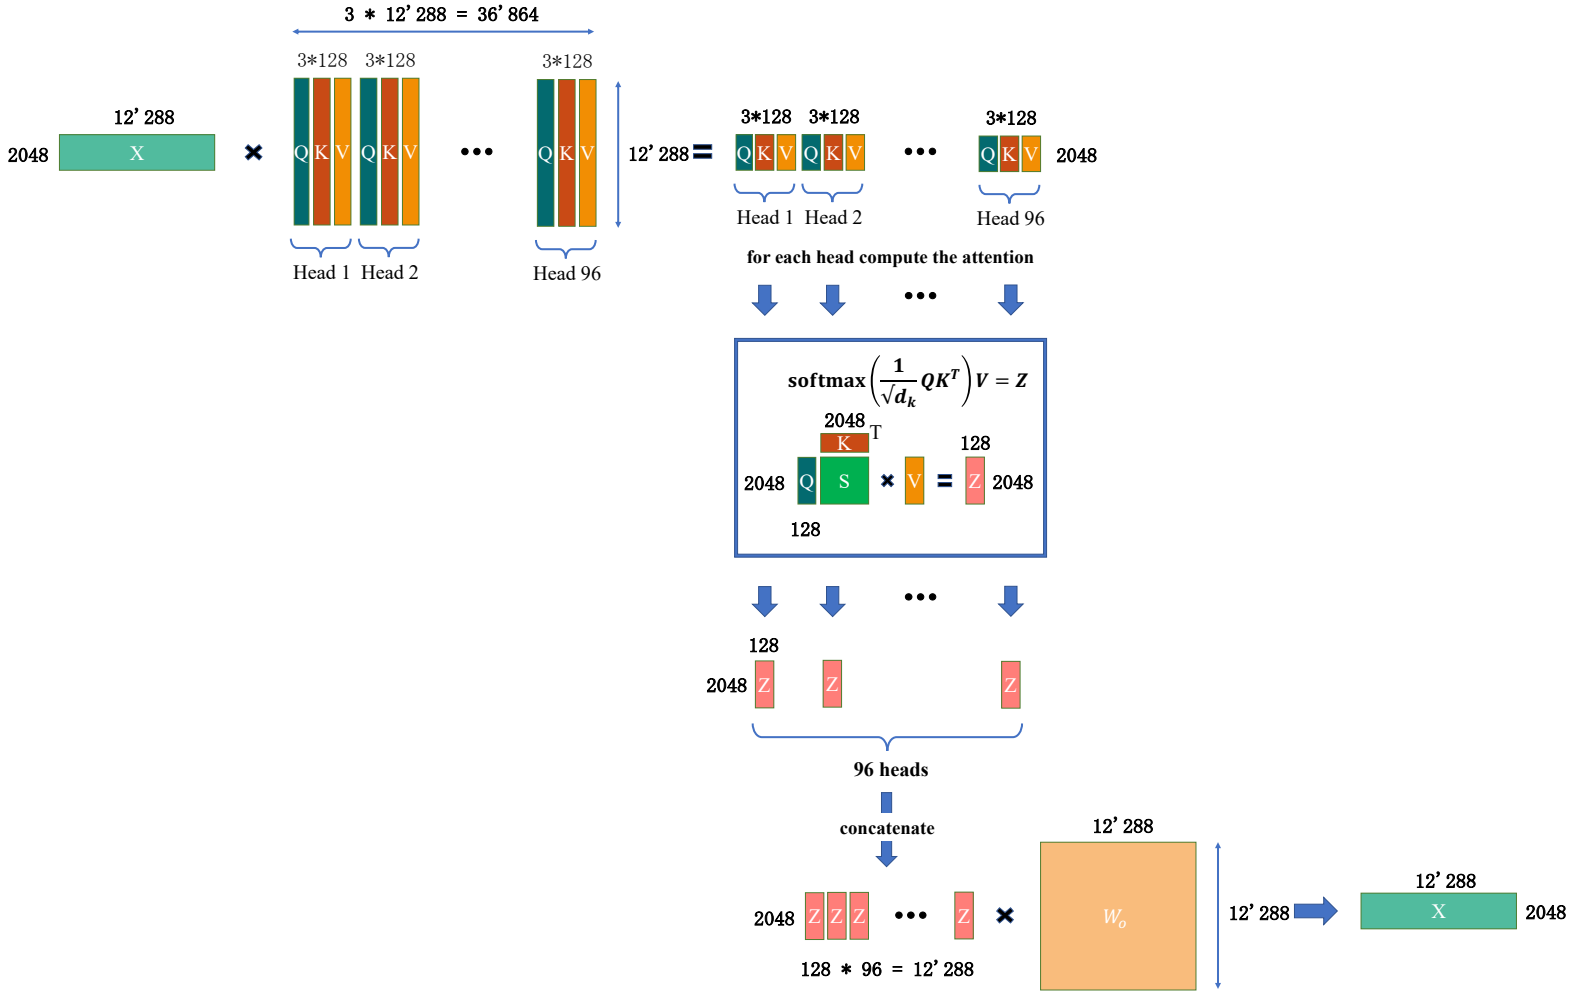 3 * 12'288 = 36'864
3*128 3*128 3*128
12'288
2048 X × Q K V Q K V ••• Q K V 12'288 =
Head 1 Head 2 Head 96
3*128 3*128 3*128
Q K V Q K V ••• Q K V 2048
Head 1 Head 2 Head 96
for each head compute the attention
•••
softmax(1/√d_k QK^T)V = Z
2048
K T
128
2048 Q S × V = Z 2048
128
•••
128
2048 Z Z Z
96 heads
concatenate
2048 Z Z Z ••• Z ×
128 * 96 = 12'288
12'288
W_o 12'288
12'288
X 2048